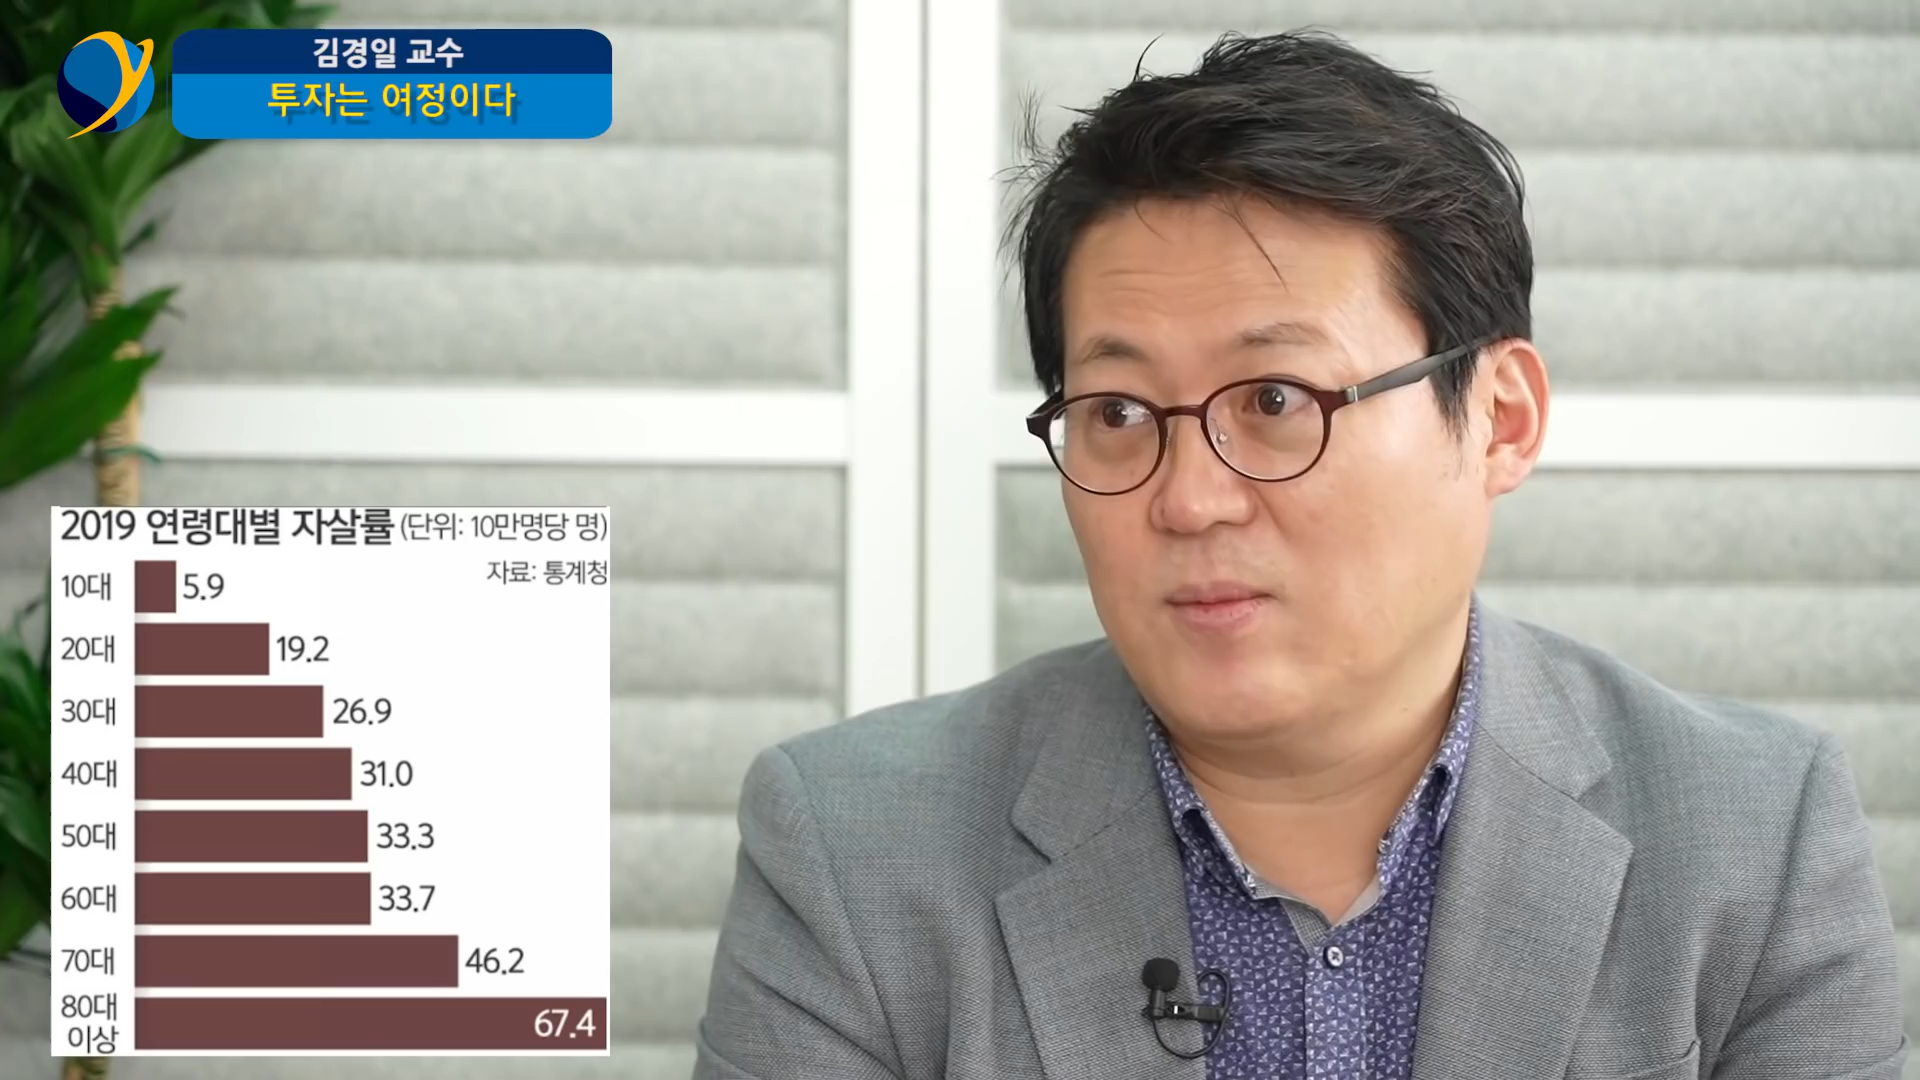 김경일 교수
투자는 여정이다
2019 연령대별 자살률 (단위: 10만명당 명)
자료: 통계청
10대 5.9
20대 19.2
30대 26.9
40대 31.0
50대 33.3
60대 33.7
70대 46.2
80대 이상 67.4